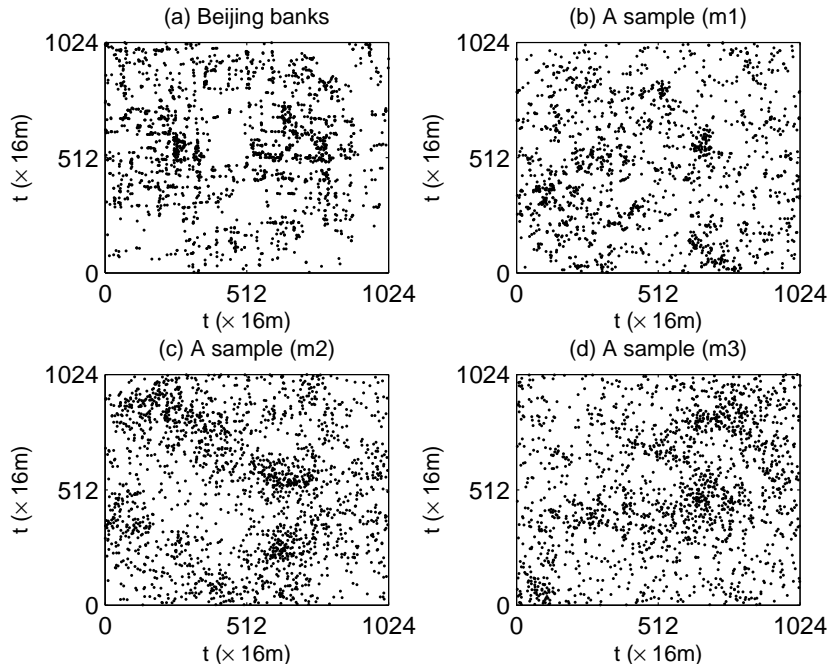 (a) Beijing banks
1024
512
0
t (× 16m)
0 512 1024
t (× 16m)
(b) A sample (m1)
1024
512
0
t (× 16m)
0 512 1024
t (× 16m)
(c) A sample (m2)
1024
512
0
t (× 16m)
0 512 1024
t (× 16m)
(d) A sample (m3)
1024
512
0
t (× 16m)
0 512 1024
t (× 16m)